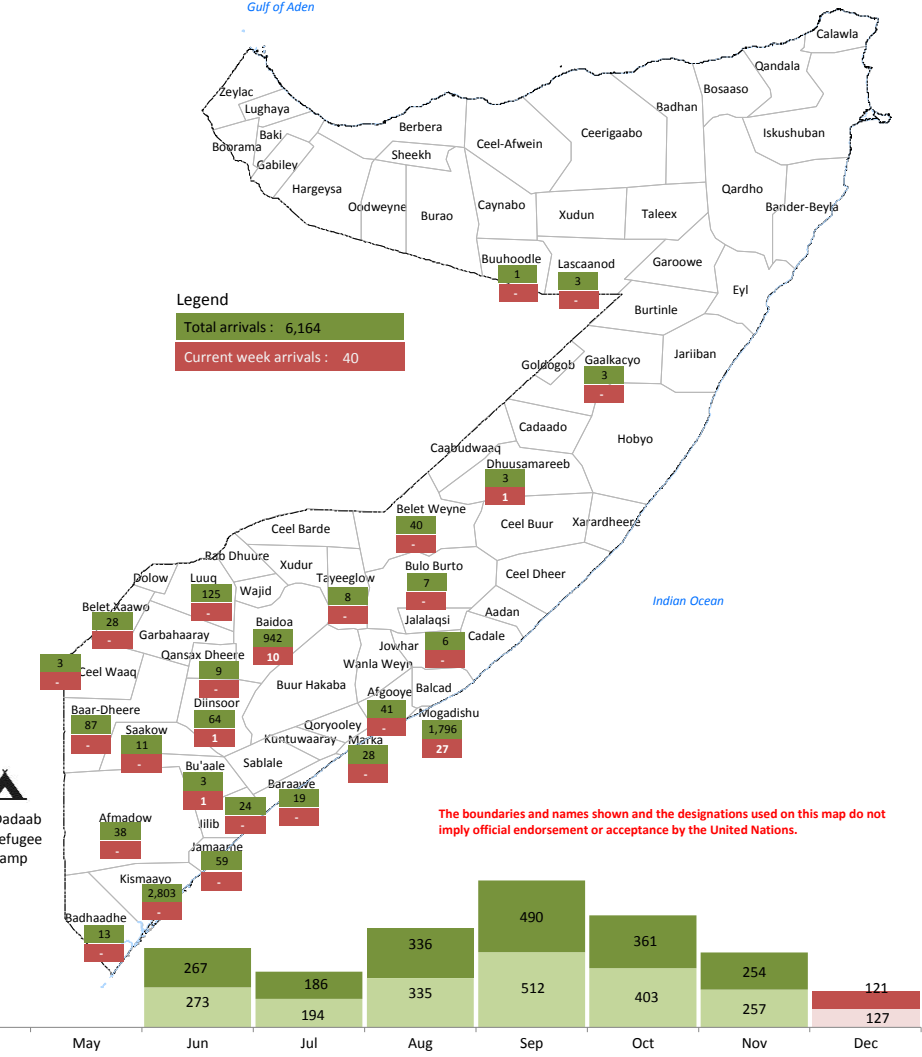 Gulf of Aden
Calawla
Qandala
Bosaaso
Zeylac
Badhan
Lughaya
Berbera
Ceerigaabo
Iskushuban
Baki
Ceel-Afwein
Boorama
Sheekh
Gabiley
Hargeysa
Qardho
Oodweyne
Caynabo
Bander-Beyla
Burao
Xudun
Taleex
Buuhoodle
1
-
Lascaanod
3
-
Garoowe
Eyl
Legend
Total arrivals : 6,164
Current week arrivals : 40
Burtinle
Jariiban
Goldogob
Gaalkacyo
3
-
Cadaado
Hobyo
Caabudwaaq
Dhuusamareeb
3
1
Belet Weyne
40
-
Ceel Barde
Ceel Buur
Xarardheere
Rab Dhuure
Xudur
Dolow
Luuq
125
-
Wajid
Tayeeglow
8
-
Bulo Burto
7
-
Ceel Dheer
Indian Ocean
Belet Xaawo
28
-
Garbahaaray
Baidoa
942
10
Jalalaqsi
Aadan
Jowhar
6
-
Cadale
Qansax Dheere
9
-
Wanla Weyn
3
-
Ceel Waaq
Buur Hakaba
Afgooye
41
-
Balcad
Baar-Dheere
87
-
Diinsoor
64
1
Mogadishu
1,796
27
Saakow
11
-
Qoryooley
Kuntuwaaray
Marka
28
-
Bu'aale
3
1
Sablale
Baraawe
19
-
24
-
Jilib
Dadaab
efugee
amp
Afmadow
38
-
Jamaame
59
-
The boundaries and names shown and the designations used on this map do not
imply official endorsement or acceptance by the United Nations.
Kismaayo
2,803
-
Badhaadhe
13
-
267
186
336
490
361
254
121
273
194
335
512
403
257
127
May Jun Jul Aug Sep Oct Nov Dec